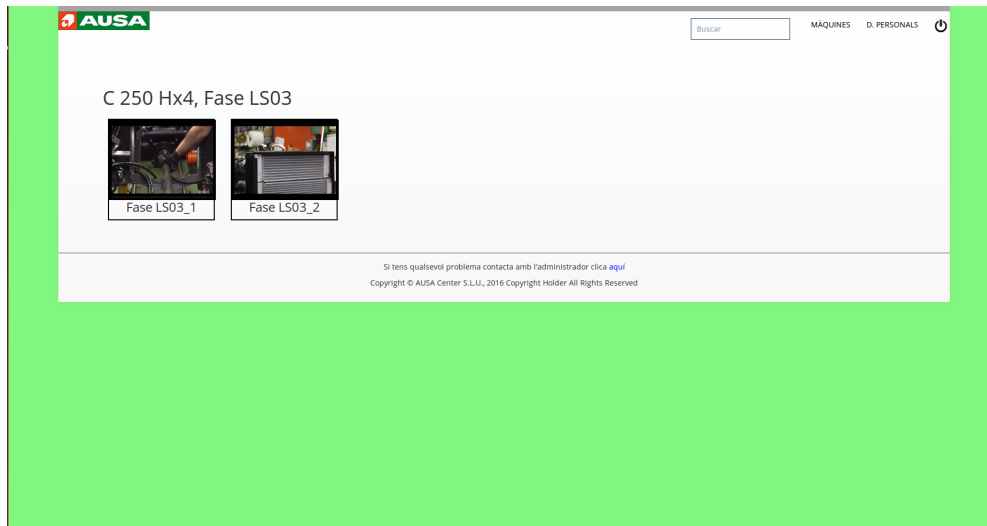 AUSA
Buscar
MÀQUINES D. PERSONALS
C 250 Hx4, Fase LS03
Fase LS03_1 Fase LS03_2
Si tens qualsevol problema contacta amb l'administrador clica aquí
Copyright © AUSA Center S.L.U., 2016 Copyright Holder All Rights Reserved